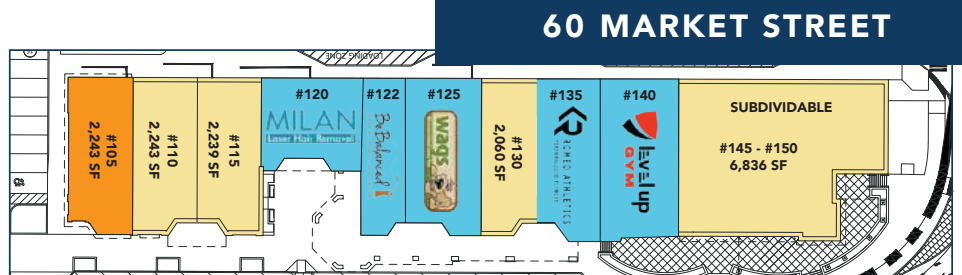 60 MARKET STREET
LOADING ZONE
#105
2,243 SF
#110
2,243 SF
#115
2,239 SF
#120
MILAN
Laser Hair Removal
#122
BeBalanced
#125
Wags
#130
2,060 SF
#135
ROMEO ATHLETICS
#140
level up
GYM
SUBDIVIDABLE
#145 - #150
6,836 SF